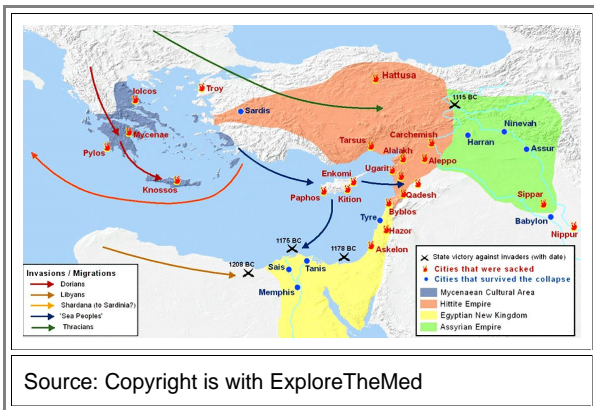 Hattusa
Iolcos
Troy
1115 BC
Sardis
Ninevah
Mycenae
Carchemish
Harran
Tarsus
Assur
Pylos
Alalakh
Aleppo
Enkomi
Ugarit
Knossos
Paphos
Kition
Qadesh
Sippar
Byblos
Tyre
Babylon
Hazor
Nippur
1175 BC
1178 BC
Askelon
1208 BC
Sais
Tanis
Memphis
Invasions / Migrations
Dorians
Libyans
Shardana (to Sardinia?)
'Sea Peoples'
Thracians
State victory against invaders (with date)
Cities that were sacked
Cities that survived the collapse
Mycenaean Cultural Area
Hittite Empire
Egyptian New Kingdom
Assyrian Empire
Source: Copyright is with ExploreTheMed